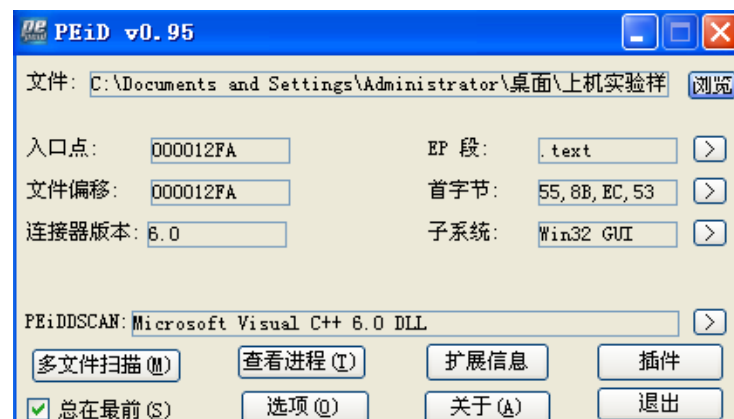 PEiD v0.95
文件: C:\Documents and Settings\Administrator\桌面\上机实验样 浏览
入口点: 000012FA EP 段: .text >
文件偏移: 000012FA 首字节: 55,8B,EC,53 >
连接器版本: 6.0 子系统: Win32 GUI >
PEiDDSCAN: Microsoft Visual C++ 6.0 DLL >
多文件扫描(M) 查看进程(T) 扩展信息 插件
总在最前(S) 选项(O) 关于(A) 退出